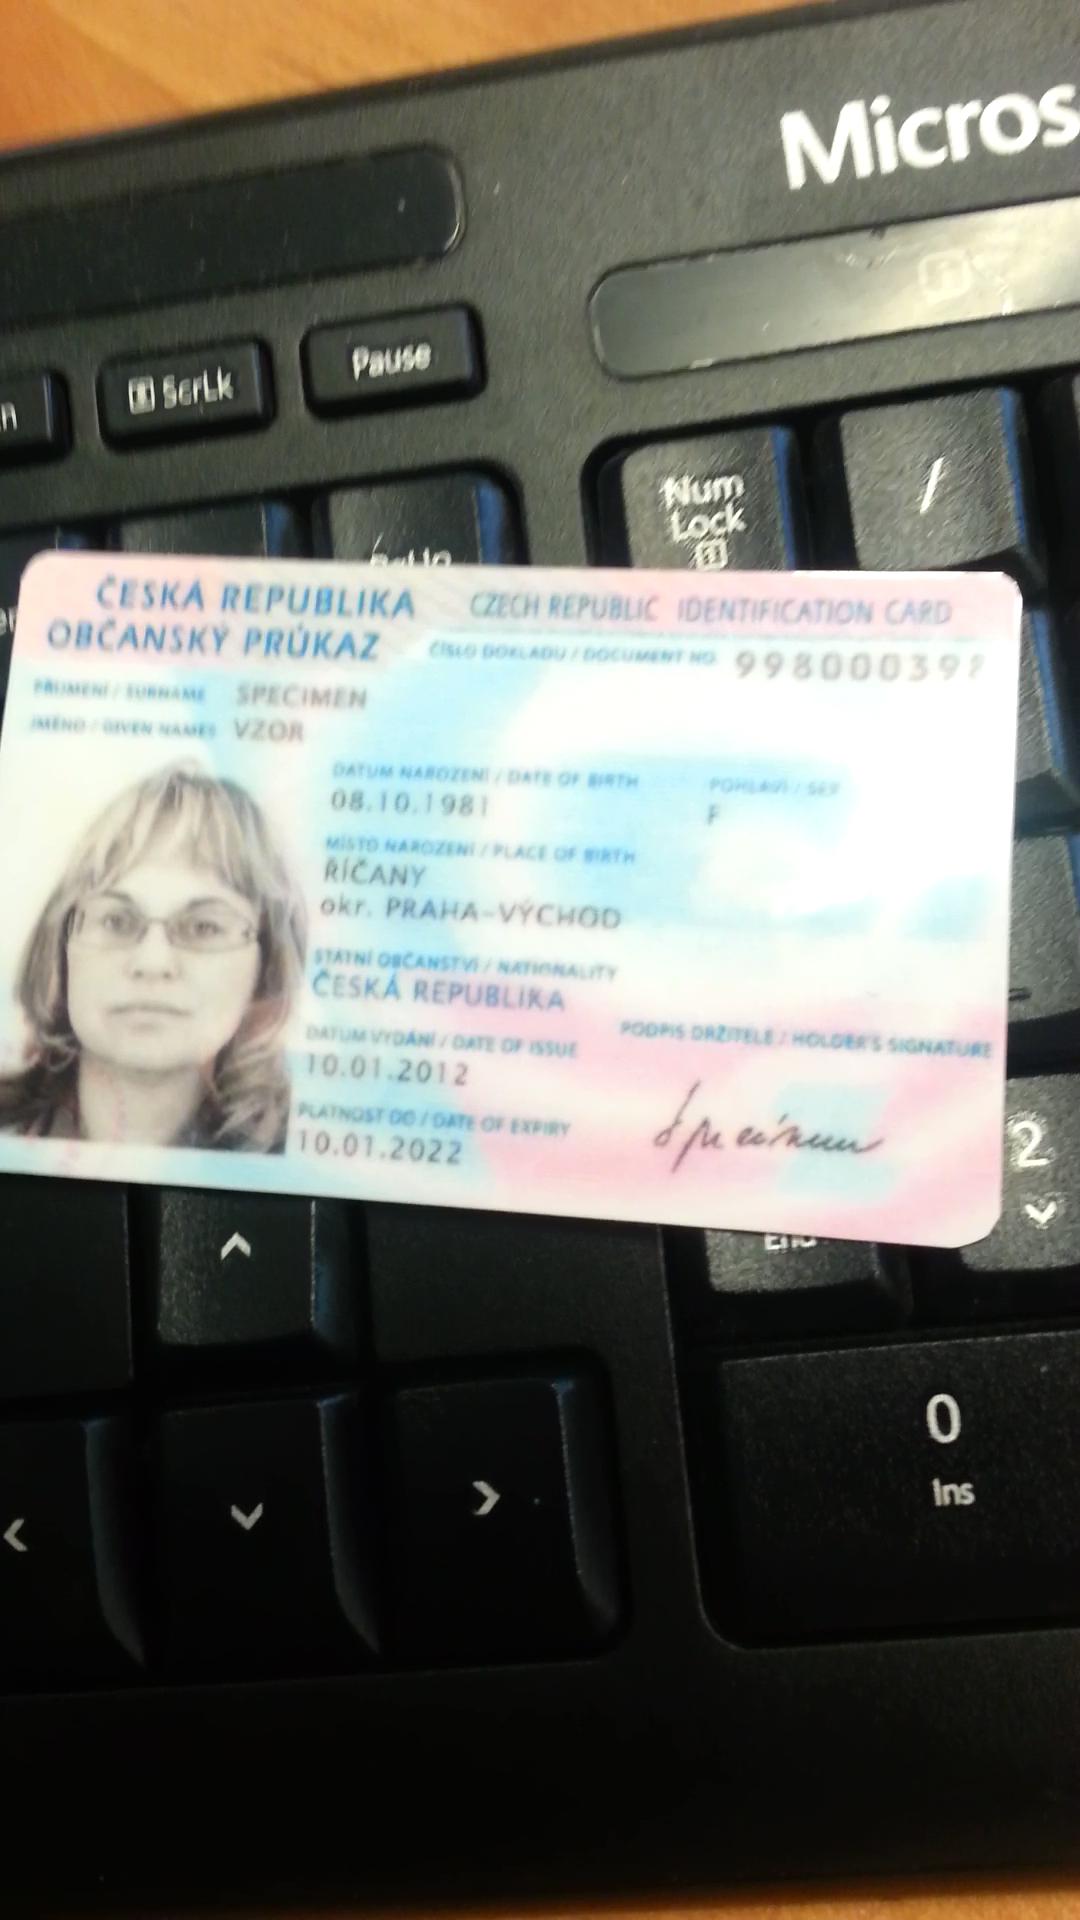 Micros
ScrLk
Pause
Num
Lock
/
ČESKÁ REPUBLIKA
CZECH REPUBLIC IDENTIFICATION CARD
OBČANSKÝ PRŮKAZ
ČÍSLO DOKLADU / DOCUMENT NO.
PŘÍJMENÍ / SURNAME SPECIMEN
JMÉNO / GIVEN NAMES VZOR
DATUM NAROZENÍ / DATE OF BIRTH
POHLAVÍ / SEX
08.10.1981
F
MÍSTO NAROZENÍ / PLACE OF BIRTH
ŘÍČANY
okr. PRAHA-VÝCHOD
STÁTNÍ OBČANSTVÍ / NATIONALITY
ČESKÁ REPUBLIKA
DATUM VYDÁNÍ / DATE OF ISSUE
PODPIS DRŽITELE / HOLDER'S SIGNATURE
10.01.2012
PLATNOST DO / DATE OF EXPIRY
10.01.2022
Specimen
2
End
0
Ins